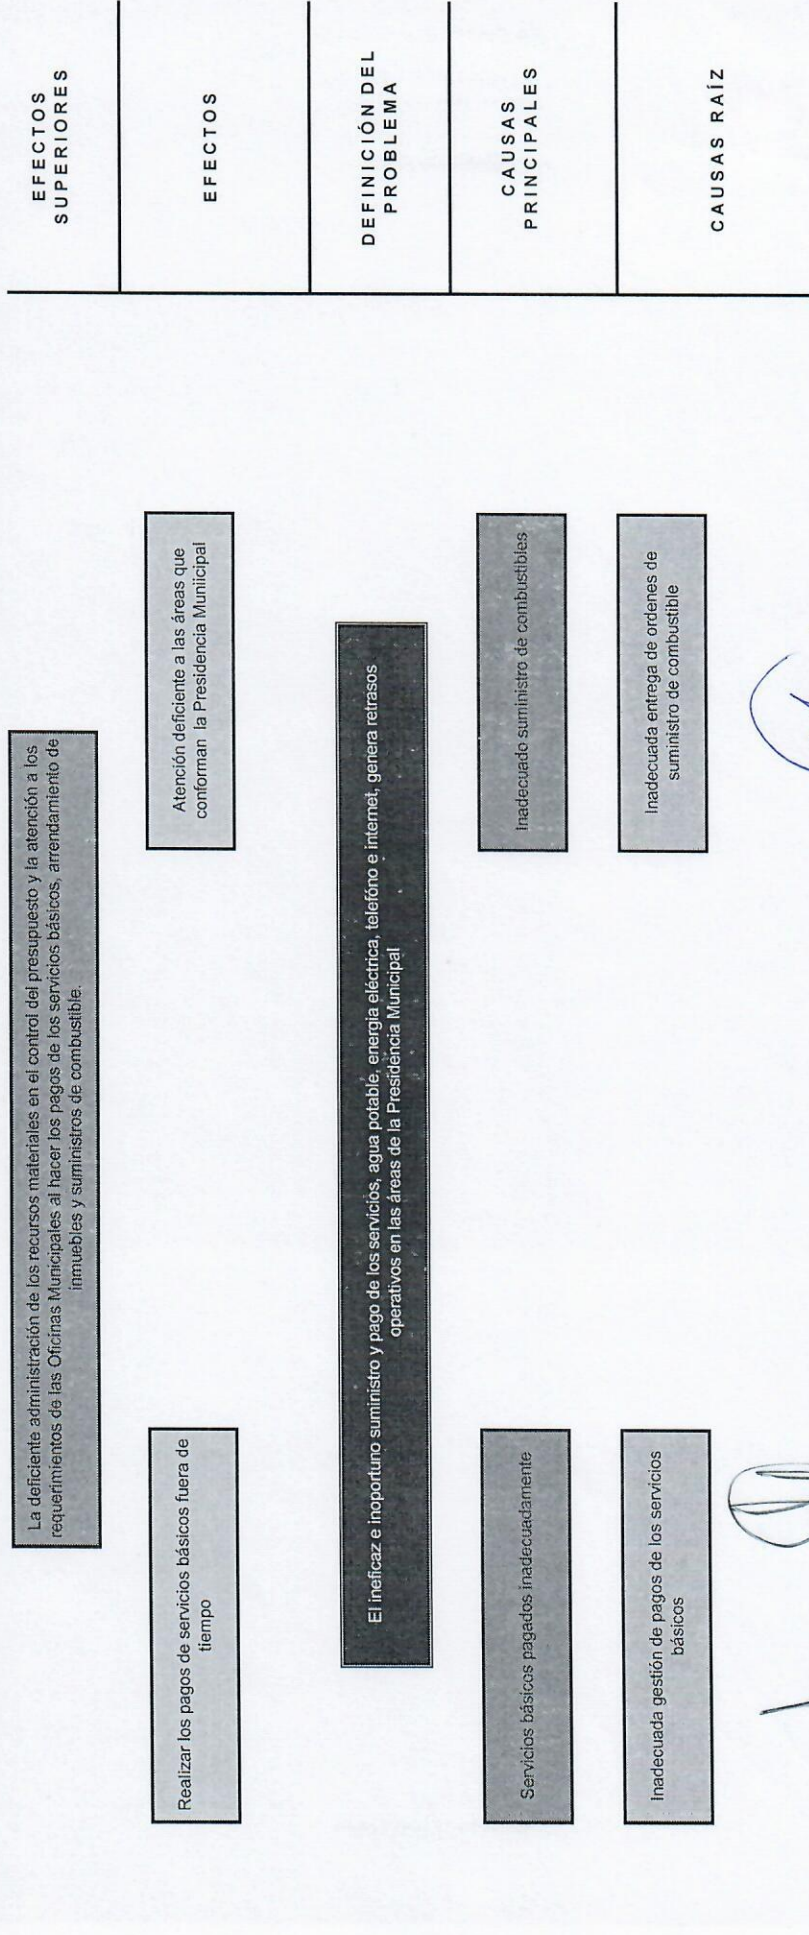 La deficiente administración de los recursos materiales en el control del presupuesto y la atención a los
requerimientos de las Oficinas Municipales al hacer los pagos de los servicios básicos, arrendamiento de
inmuebles y suministros de combustible.
EFECTOS
SUPERIORES
Realizar los pagos de servicios básicos fuera de
tiempo
Atención deficiente a las áreas que
conforman la Presidencia Muniicipal
EFECTOS
El ineficaz e inoportuno suministro y pago de los servicios, agua potable, energia eléctrica, telefóno e internet, genera retrasos
operativos en las áreas de la Presidencia Municipal
DEFINICIÓN DEL
PROBLEMA
Servicios básicos pagados inadecuadamente
Inadecuado suministro de combustibles
CAUSAS
PRINCIPALES
Inadecuada gestión de pagos de los servicios
básicos
Inadecuada entrega de ordenes de
suministro de combustible
CAUSAS RAÍZ